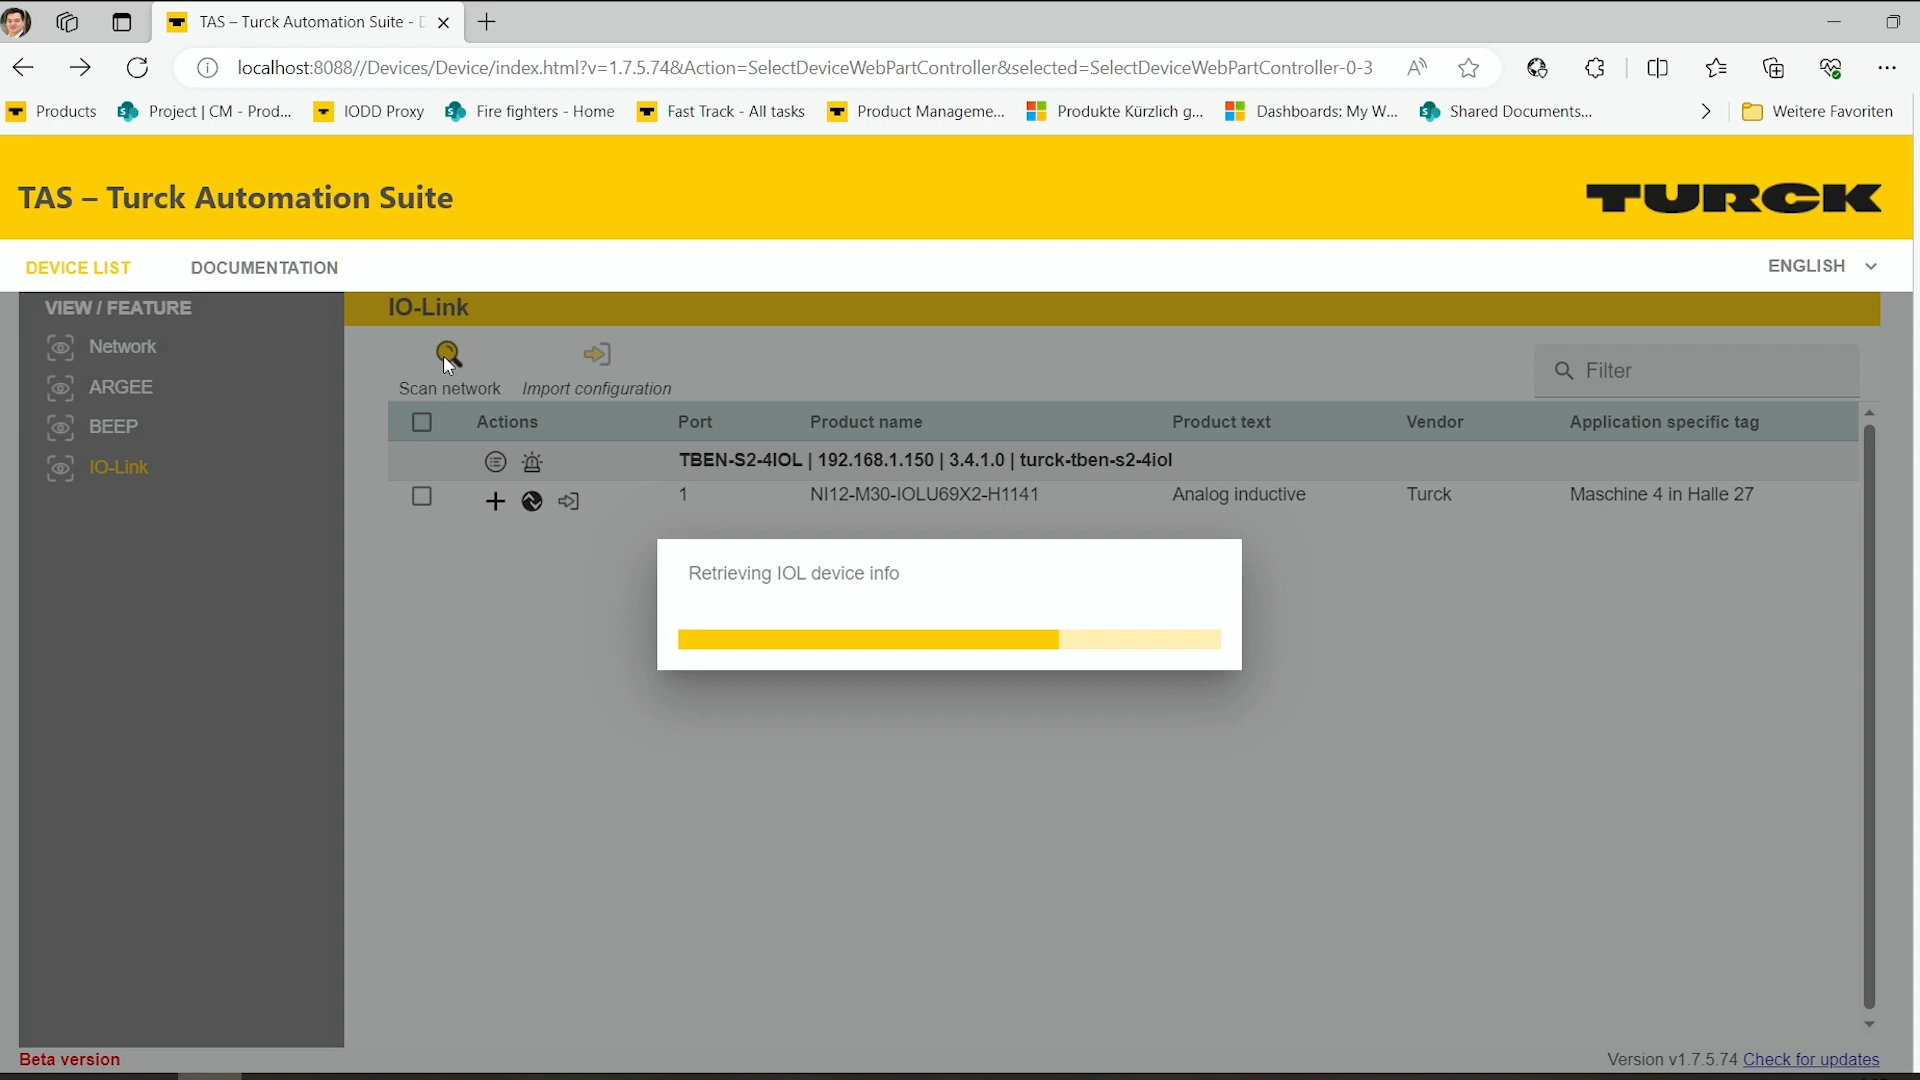 TAS – Turck Automation Suite -
localhost:8088//Devices/Device/index.html?v=1.7.5.74&Action=SelectDeviceWebPartController&selected=SelectDeviceWebPartController-0-3
Products Project | CM - Prod... IODD Proxy Fire fighters - Home Fast Track - All tasks Product Manageme... Produkte Kürzlich g... Dashboards: My W... Shared Documents... Weitere Favoriten
TAS – Turck Automation Suite TURCK
DEVICE LIST DOCUMENTATION ENGLISH
VIEW / FEATURE IO-Link
Network
ARGEE
BEEP
IO-Link
Filter
Scan network Import configuration
Actions Port Product name Product text Vendor Application specific tag
TBEN-S2-4IOL | 192.168.1.150 | 3.4.1.0 | turck-tben-s2-4iol
1 NI12-M30-IOLU69X2-H1141 Analog inductive Turck Maschine 4 in Halle 27
Retrieving IOL device info
Beta version Version v1.7.5.74 Check for updates